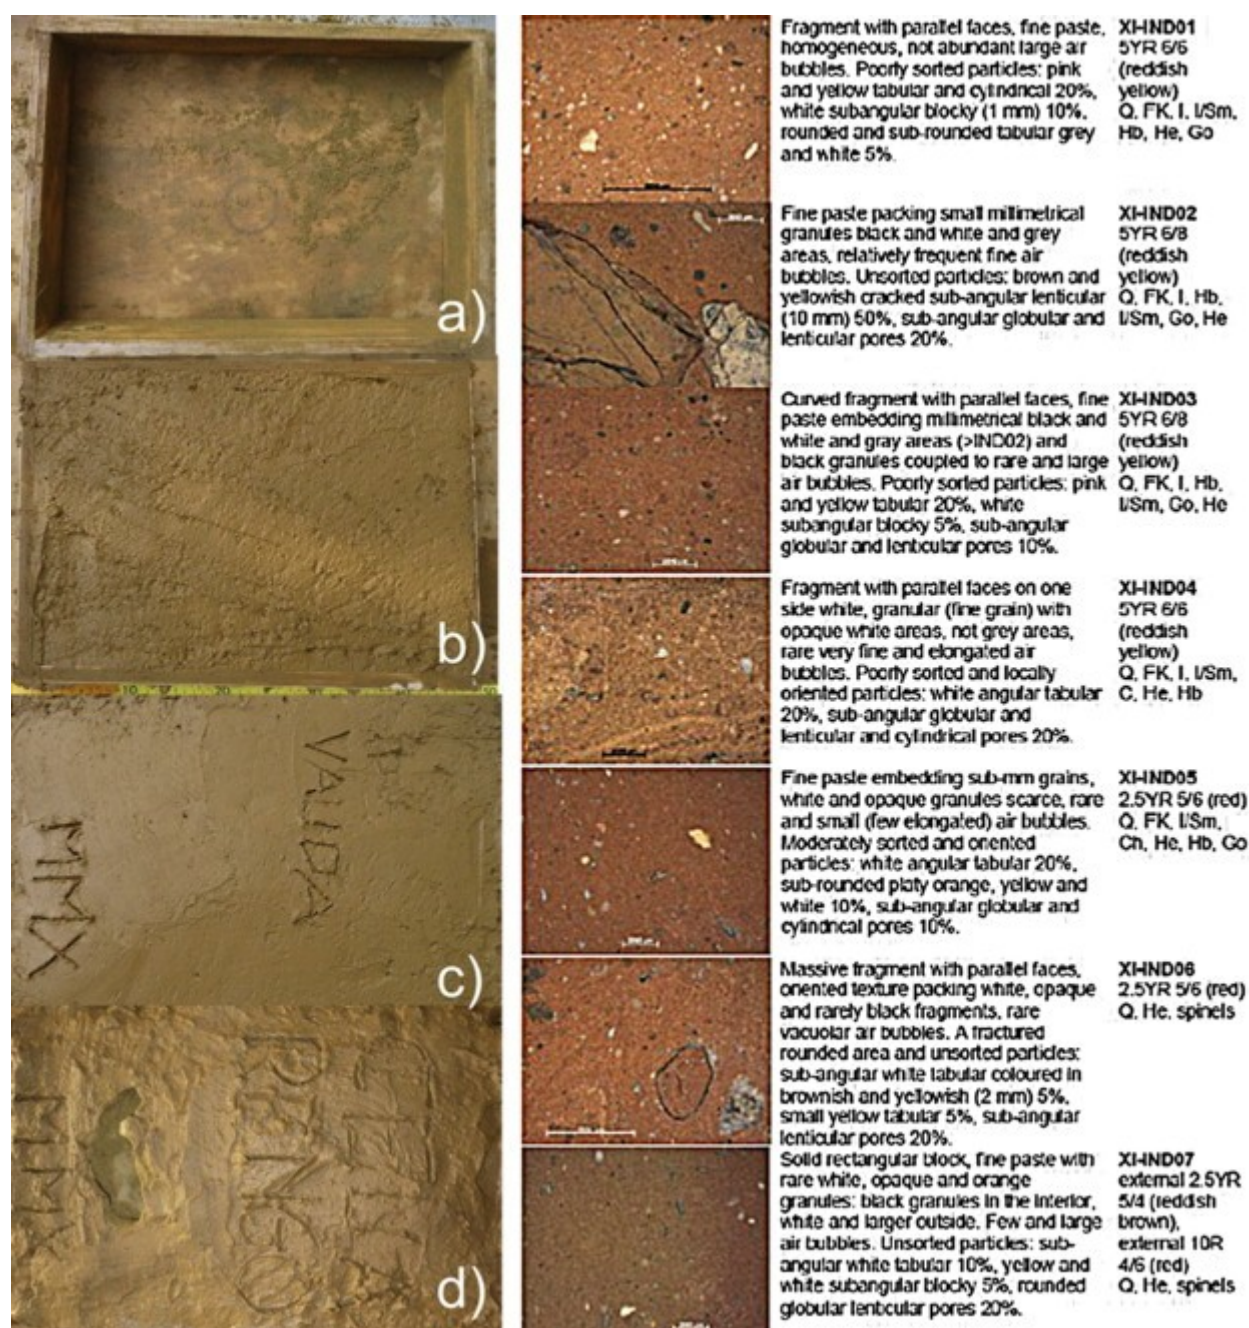 a)
b)
10
20
MMX
VALIDA
c)
MMX
d)
Fragment with parallel faces, fine paste,
homogeneous, not abundant large air
bubbles. Poorly sorted particles: pink
and yellow tabular and cylindrical 20%,
white subangular blocky (1 mm) 10%,
rounded and sub-rounded tabular grey
and white 5%.
XI-IND01
5YR 6/6
(reddish
yellow)
Q, FK, I, I/Sm,
Hb, He, Go
Fine paste packing small millimetrical
granules black and white and grey
areas, relatively frequent fine air
bubbles. Unsorted particles: brown and
yellowish cracked sub-angular lenticular
(10 mm) 50%, sub-angular globular and
lenticular pores 20%.
XI-IND02
5YR 6/8
(reddish
yellow)
Q, FK, I, Hb,
I/Sm, Go, He
Curved fragment with parallel faces, fine
paste embedding millimetrical black and
white and gray areas (>IND02) and
black granules coupled to rare and large
air bubbles. Poorly sorted particles: pink
and yellow tabular 20%, white
subangular blocky 5%, sub-angular
globular and lenticular pores 10%.
XI-IND03
5YR 6/8
(reddish
yellow)
Q, FK, I, Hb,
I/Sm, Go, He
Fragment with parallel faces on one
side white, granular (fine grain) with
opaque white areas, not grey areas,
rare very fine and elongated air
bubbles. Poorly sorted and locally
oriented particles: white angular tabular
20%, sub-angular globular and
lenticular and cylindrical pores 20%.
XI-IND04
5YR 6/6
(reddish
yellow)
Q, FK, I, I/Sm,
C, He, Hb
Fine paste embedding sub-mm grains,
white and opaque granules scarce, rare
and small (few elongated) air bubbles.
Moderately sorted and oriented
particles: white angular tabular 20%,
sub-rounded platy orange, yellow and
white 10%, sub-angular globular and
cylindrical pores 10%.
XI-IND05
2.5YR 5/6 (red)
Q, FK, I/Sm,
Ch, He, Hb, Go
Massive fragment with parallel faces,
oriented texture packing white, opaque
and rarely black fragments, rare
vacuolar air bubbles. A fractured
rounded area and unsorted particles:
sub-angular white tabular coloured in
brownish and yellowish (2 mm) 5%,
small yellow tabular 5%, sub-angular
lenticular pores 20%.
XI-IND06
2.5YR 5/6 (red)
Q, He, spinels
Solid rectangular block, fine paste with
rare white, opaque and orange
granules: black granules in the interior,
white and larger outside. Few and large
air bubbles. Unsorted particles: sub-
angular white tabular 10%, yellow and
white subangular blocky 5%, rounded
globular lenticular pores 20%.
XI-IND07
external 2.5YR
5/4 (reddish
brown),
external 10R
4/6 (red)
Q, He, spinels